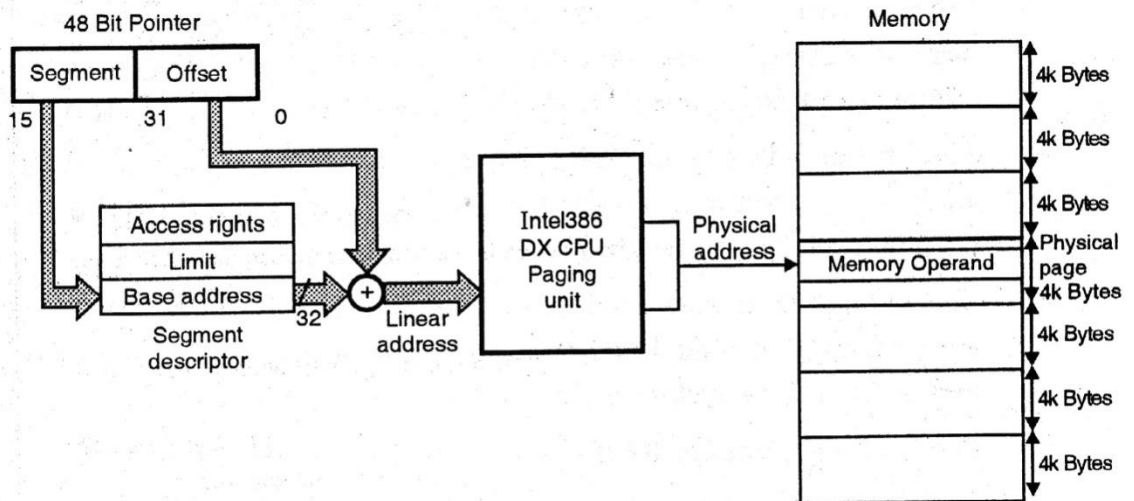 48 Bit Pointer
Segment
Offset
15
31
0
Access rights
Limit
Base address
Segment
descriptor
32
+
Linear
address
Intel386
DX CPU
Paging
unit
Physical
address
Memory
4k Bytes
4k Bytes
4k Bytes
Memory Operand
Physical
page
4k Bytes
4k Bytes
4k Bytes
4k Bytes